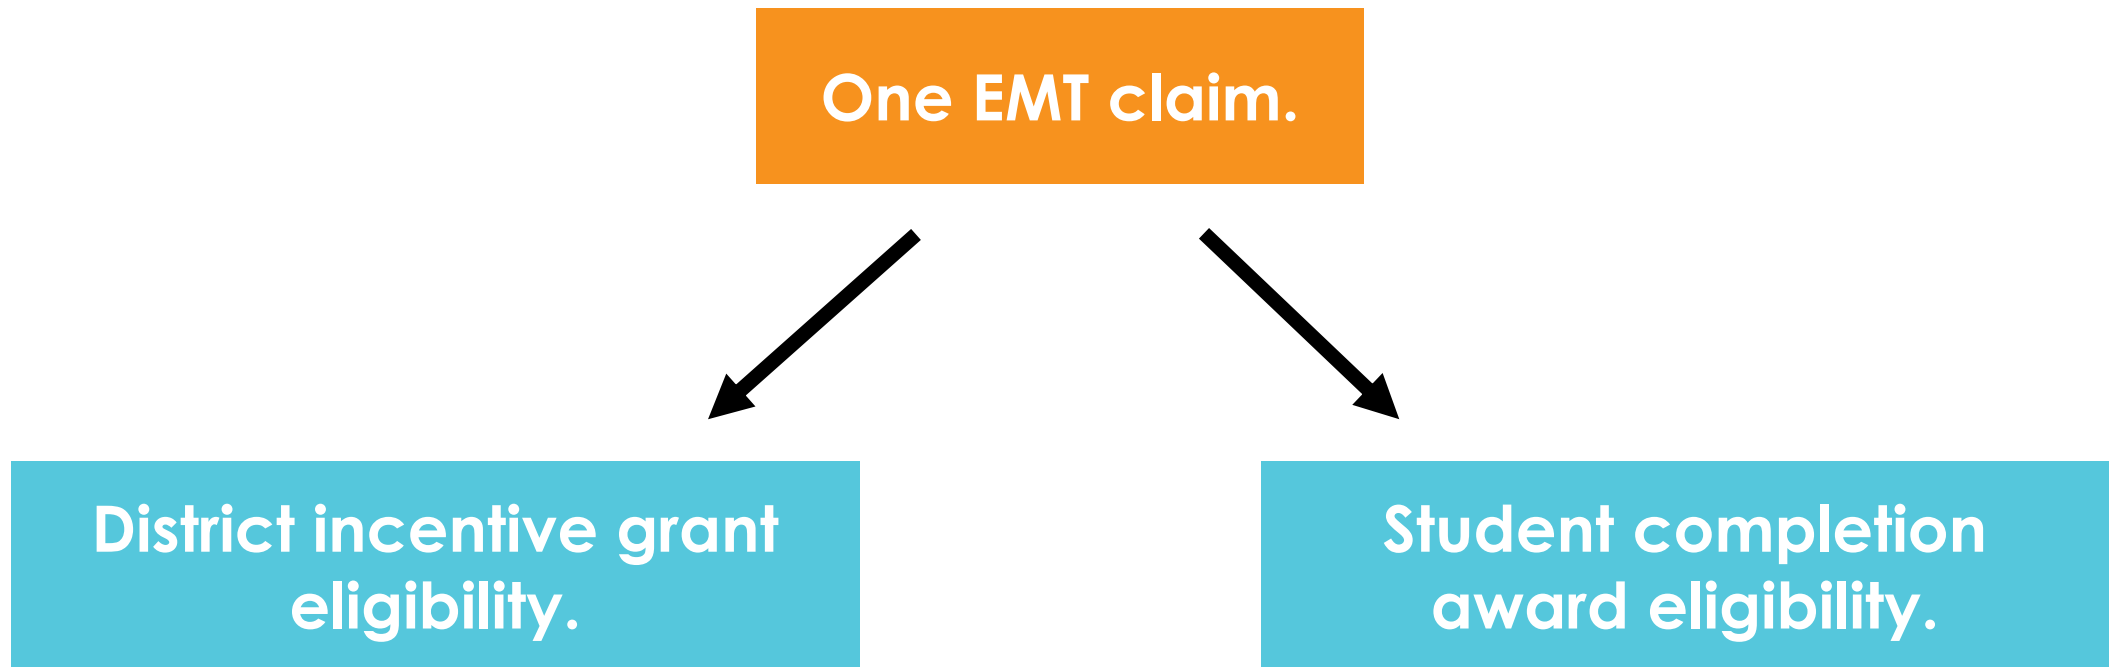 One EMT claim.
District incentive grant
eligibility.
Student completion
award eligibility.